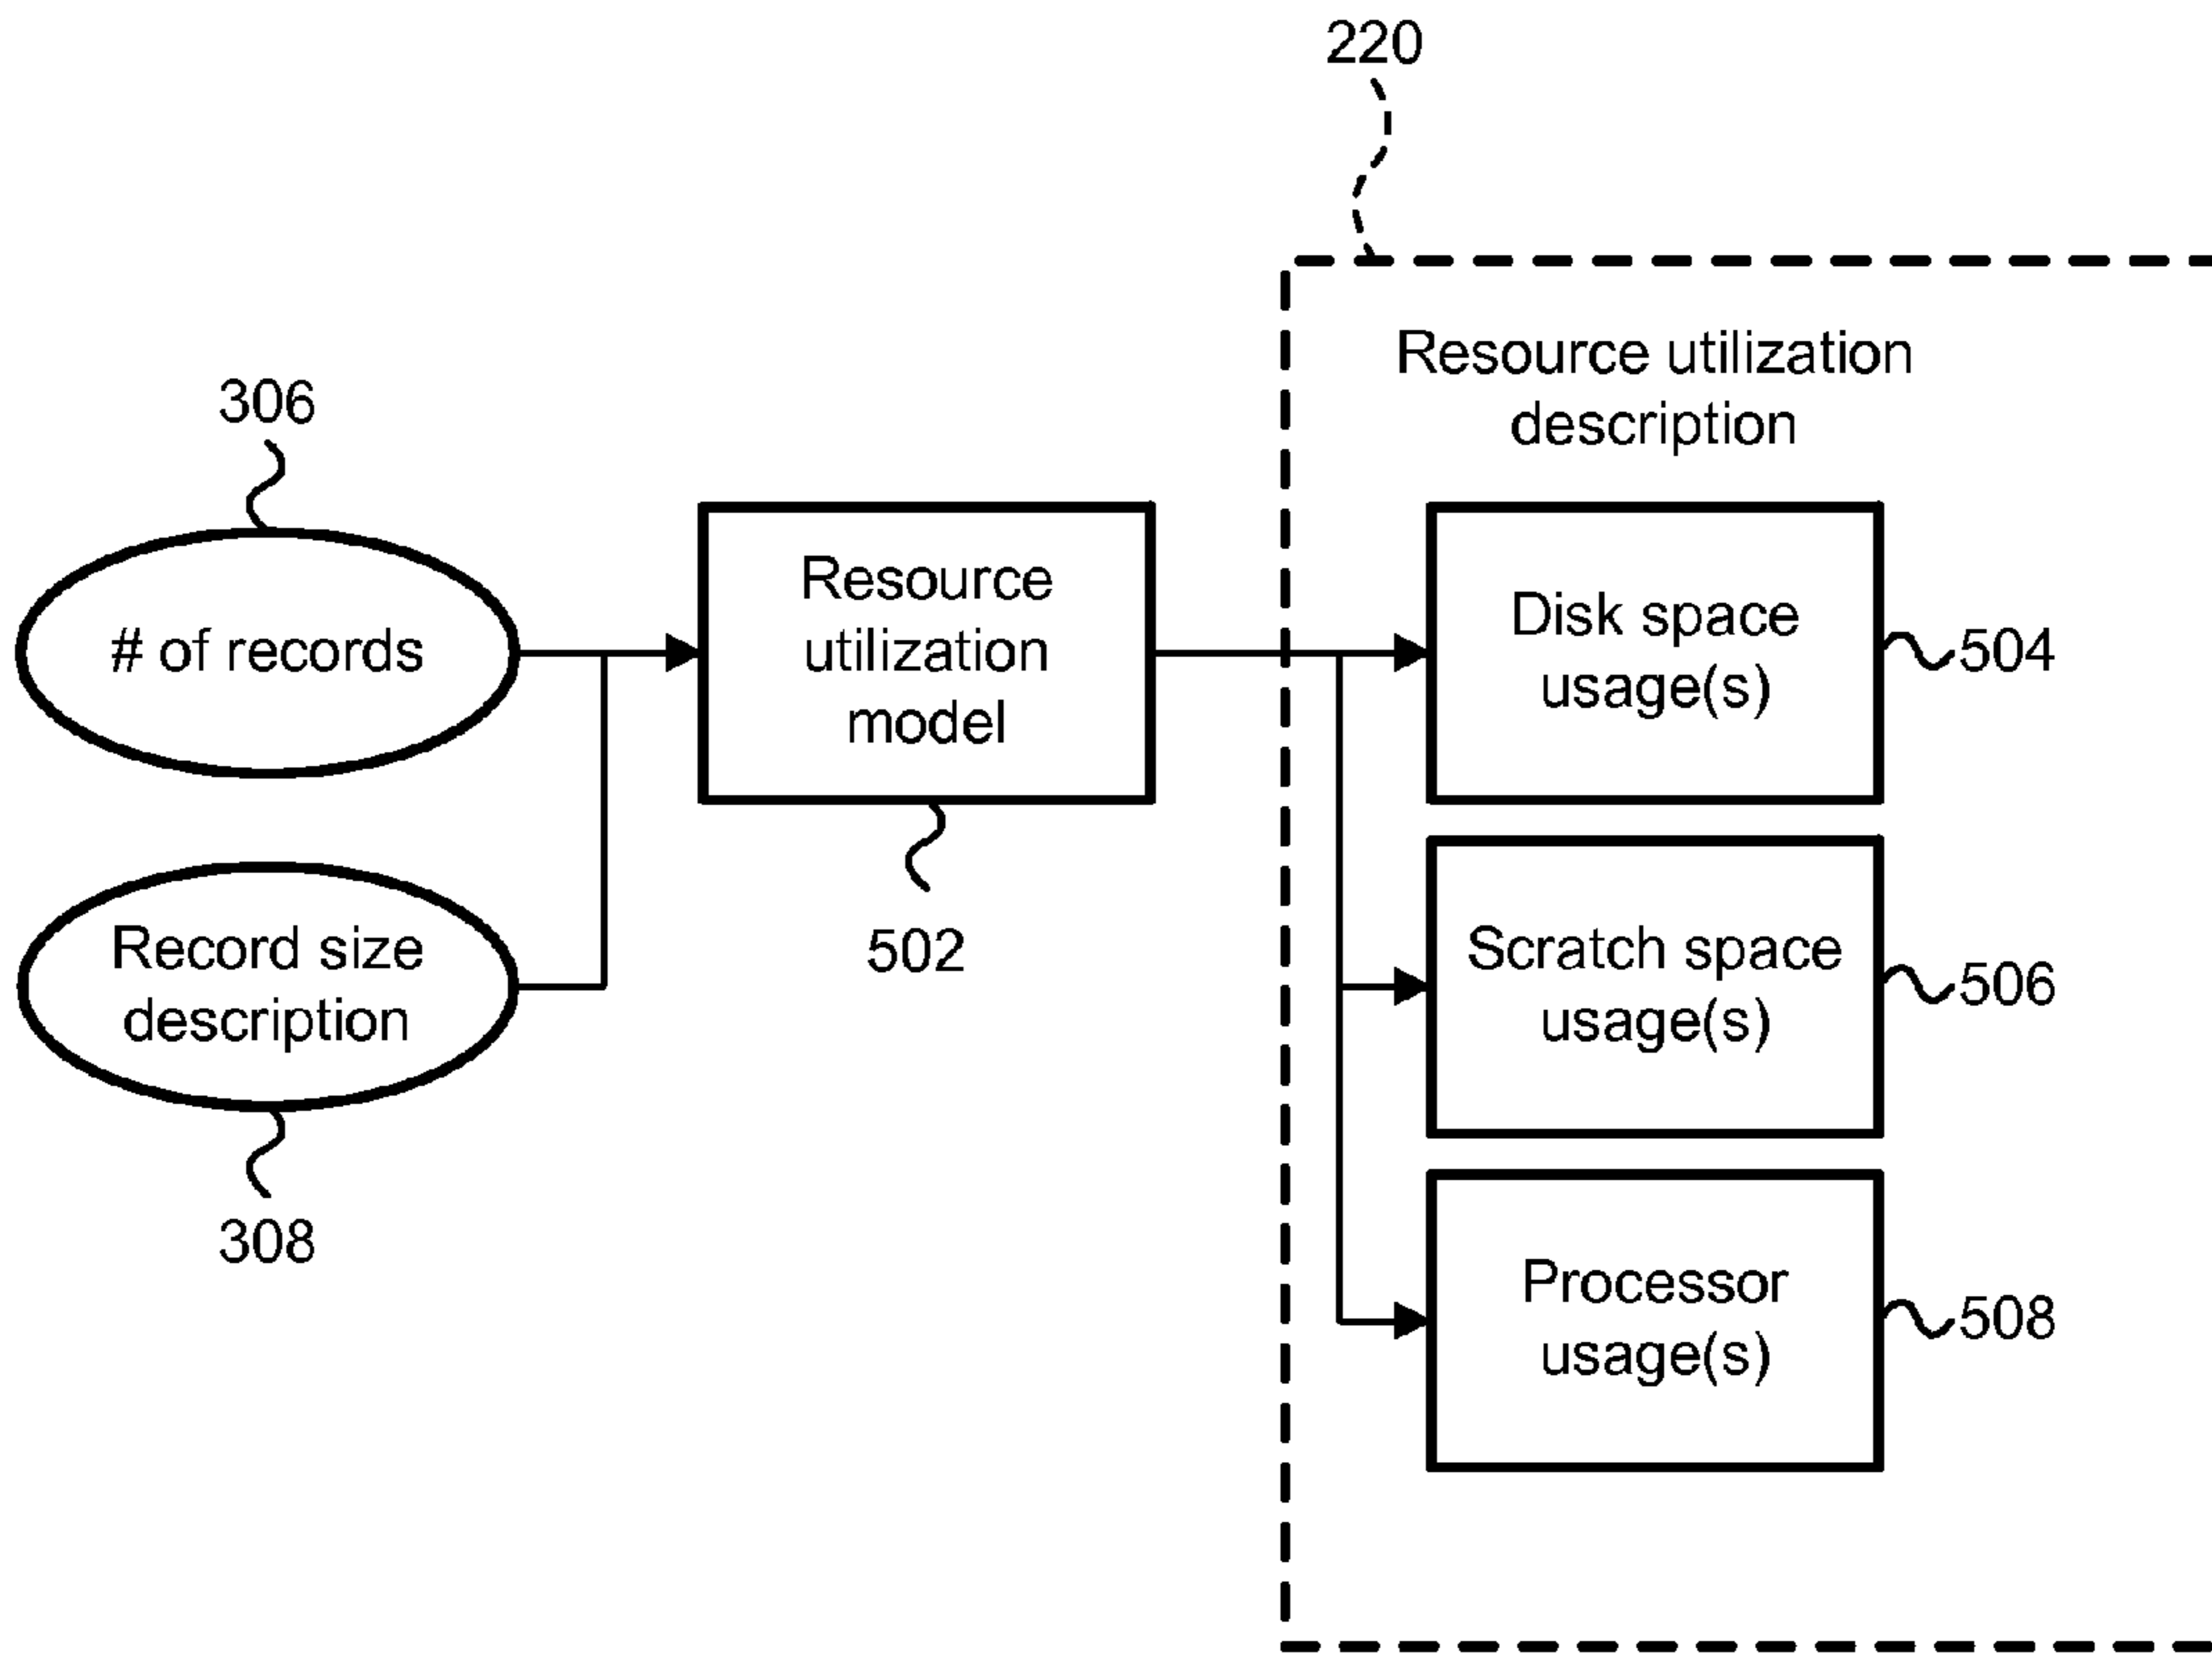 220
Resource utilization
description
306
# of records
Resource
utilization
model
502
Disk space
usage(s)
504
Record size
description
308
Scratch space
usage(s)
506
Processor
usage(s)
508